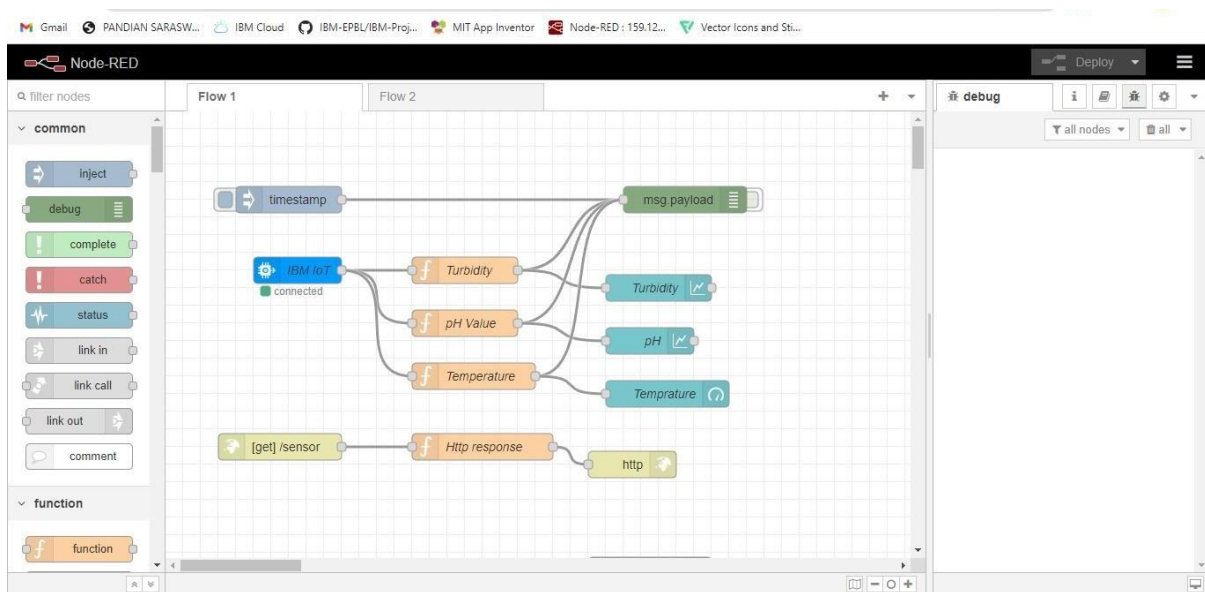 Gmail
PANDIAN SARASW...
IBM Cloud
IBM-EPBL/IBM-Proj...
MIT App Inventor
Node-RED : 159.12...
Vector Icons and Sti...
Node-RED
Deploy
filter nodes
Flow 1
Flow 2
debug
i
all nodes
all
common
inject
debug
complete
catch
status
link in
link call
link out
comment
function
function
timestamp
msg.payload
IBM IoT
connected
Turbidity
Turbidity
pH Value
pH
Temperature
Temprature
[get] /sensor
Http response
http